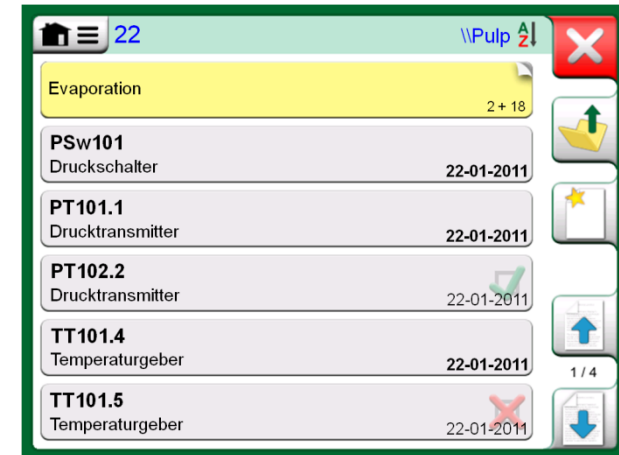 22
\\Pulp A Z
Evaporation
2 + 18
PSw101
Druckschalter
22-01-2011
PT101.1
Drucktransmitter
22-01-2011
PT102.2
Drucktransmitter
22-01-2011
TT101.4
Temperaturgeber
22-01-2011
1 / 4
TT101.5
Temperaturgeber
22-01-2011